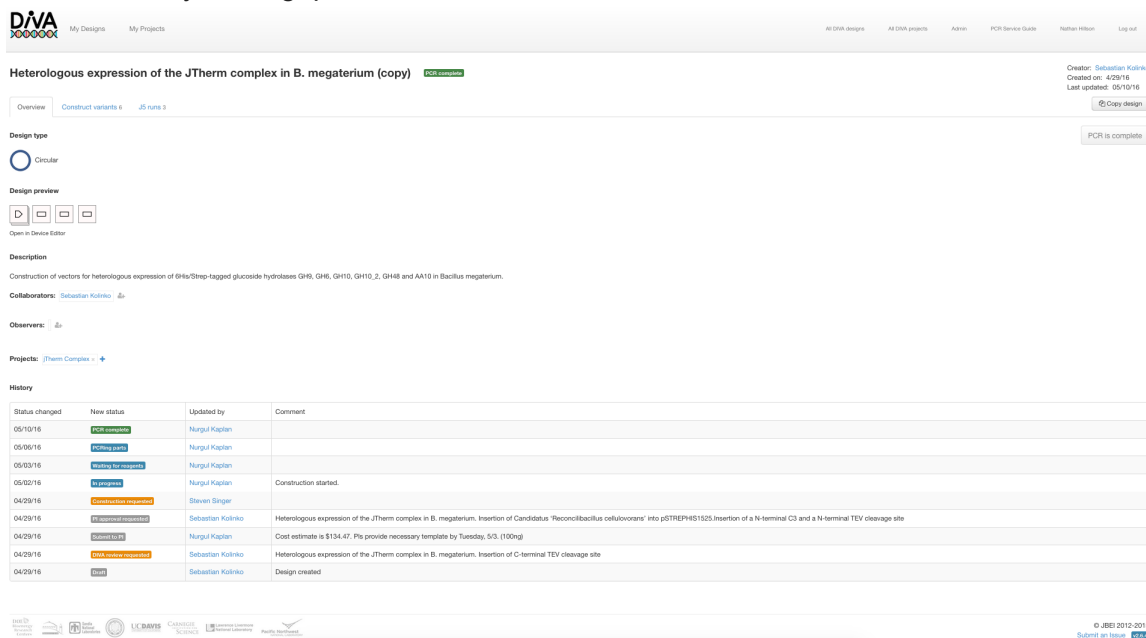 DiVA
My Designs My Projects All DIVA designs All DIVA projects Admin PCR Service Guide Nathan Hillson Log out
Heterologous expression of the JTherm complex in B. megaterium (copy) PCR complete
Creator: Sebastian Kolink
Created on: 4/29/16
Last updated: 05/10/16
Overview Construct variants 6 J5 runs 3 Copy design
Design type PCR is complete
Circular
Design preview
Open in Device Editor
Description
Construction of vectors for heterologous expression of 6His/Strep-tagged glucoside hydrolases GH9, GH6, GH10, GH10_2, GH48 and AA10 in Bacillus megaterium.
Collaborators: Sebastian Kolinko
Observers:
Projects: jTherm Complex x +
History
Status changed New status Updated by Comment
05/10/16 PCR complete Nurgul Kaplan
05/06/16 PCRing parts Nurgul Kaplan
05/03/16 Waiting for reagents Nurgul Kaplan
05/02/16 In progress Nurgul Kaplan Construction started.
04/29/16 Construction requested Steven Singer
04/29/16 PI approval requested Sebastian Kolinko Heterologous expression of the JTherm complex in B. megaterium. Insertion of Candidatus 'Reconcilibacillus cellulovorans' into pSTREPHIS1525.Insertion of a N-terminal C3 and a N-terminal TEV cleavage site
04/29/16 Submit to PI Nurgul Kaplan Cost estimate is $134.47. Pls provide necessary template by Tuesday, 5/3. (100ng)
04/29/16 DIVA review requested Sebastian Kolinko Heterologous expression of the JTherm complex in B. megaterium. Insertion of C-terminal TEV cleavage site
04/29/16 Draft Sebastian Kolinko Design created
UCDAVIS CARNEGIE SCIENCE Lawrence Livermore National Laboratory Pacific Northwest
© JBEI 2012-201
Submit an Issue